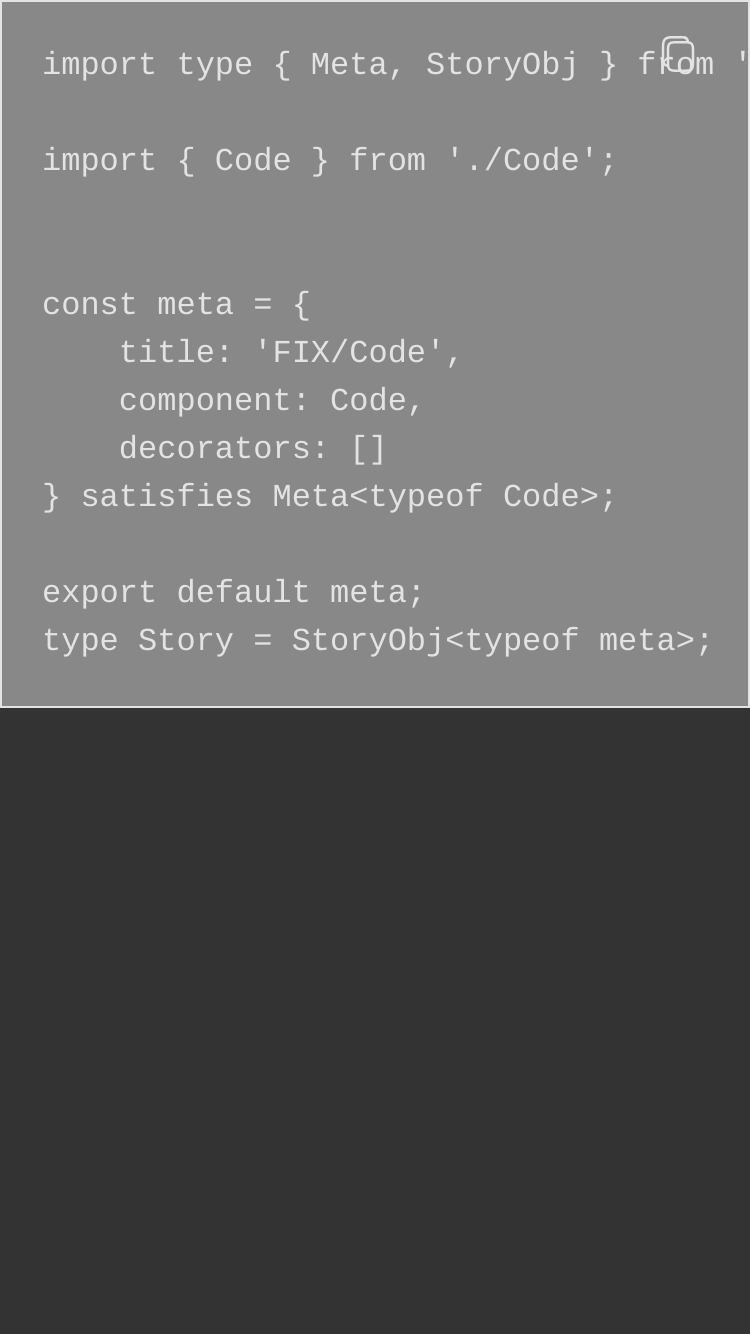 import type { Meta, StoryObj } from '
import { Code } from './Code';
const meta = {
    title: 'FIX/Code',
    component: Code,
    decorators: []
} satisfies Meta<typeof Code>;
export default meta;
type Story = StoryObj<typeof meta>;